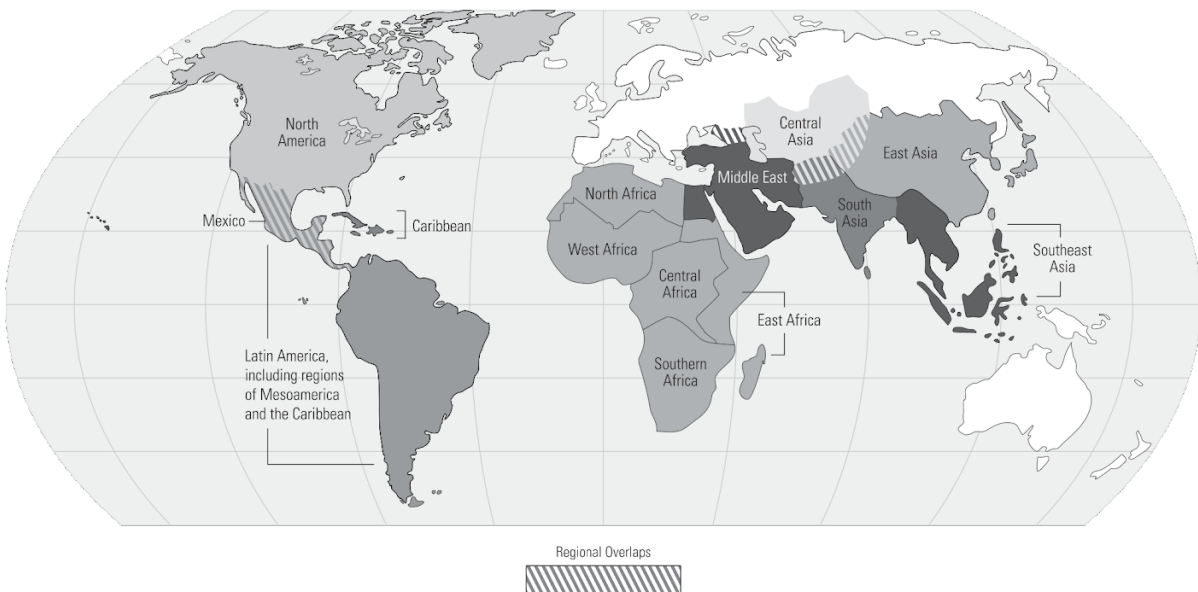 North
America
Central
Asia
East Asia
Middle East
North Africa
South
Asia
Mexico
Caribbean
West Africa
Southeast
Asia
Central
Africa
East Africa
Latin America,
including regions
of Mesoamerica
and the Caribbean
Southern
Africa
Regional Overlaps